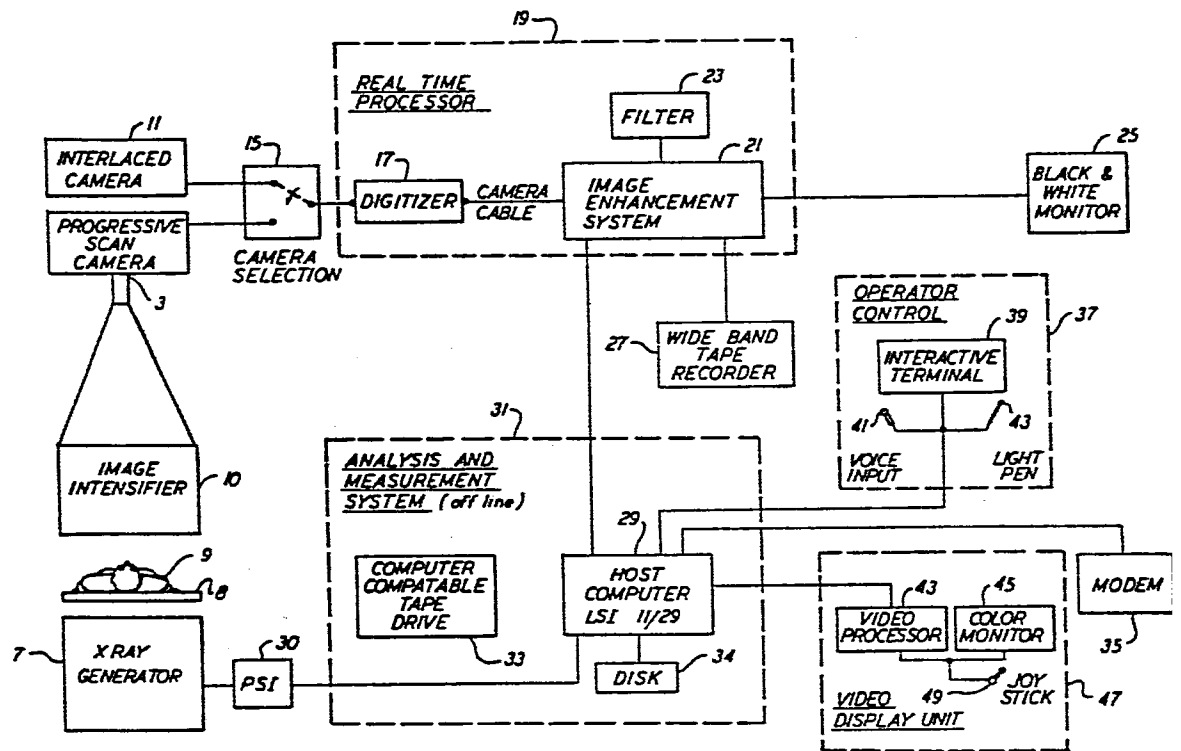 19
REAL TIME
PROCESSOR
23
FILTER
11
INTERLACED
CAMERA
15
17
DIGITIZER
CAMERA
CABLE
21
IMAGE
ENHANCEMENT
SYSTEM
25
BLACK &
WHITE
MONITOR
PROGRESSIVE
SCAN
CAMERA
CAMERA
SELECTION
3
27
WIDE BAND
TAPE
RECORDER
OPERATOR
CONTROL
37
39
INTERACTIVE
TERMINAL
41
43
VOICE
INPUT
LIGHT
PEN
IMAGE
INTENSIFIER
10
31
ANALYSIS AND
MEASUREMENT
SYSTEM (off line)
9
8
COMPUTER
COMPATABLE
TAPE
DRIVE
33
29
HOST
COMPUTER
LSI 11/29
34
DISK
7
X RAY
GENERATOR
30
PSI
43
VIDEO
PROCESSOR
45
COLOR
MONITOR
49
JOY
STICK
VIDEO
DISPLAY UNIT
47
MODEM
35